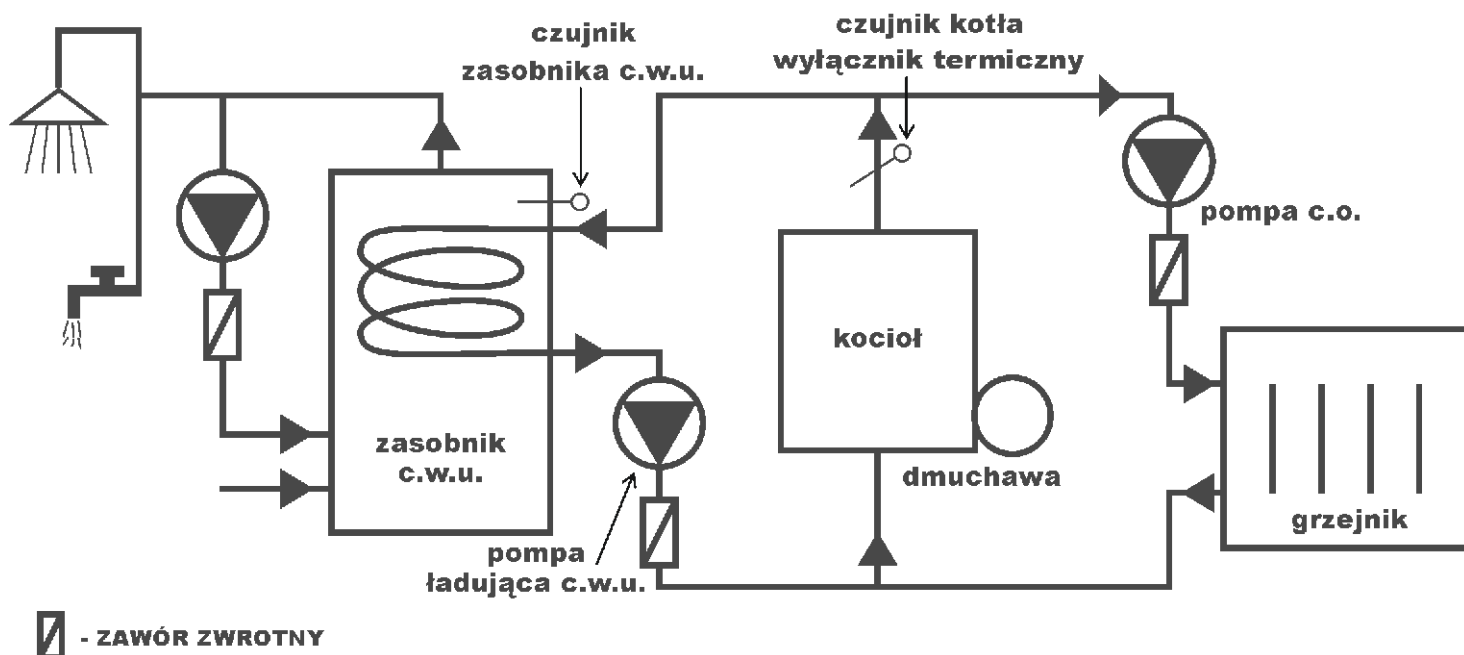 czujnik
zasobnika c.w.u.
czujnik kotła
wyłącznik termiczny
pompa c.o.
kocioł
zasobnik
c.w.u.
dmuchawa
grzejnik
pompa
ładująca c.w.u.
- ZAWÓR ZWROTNY